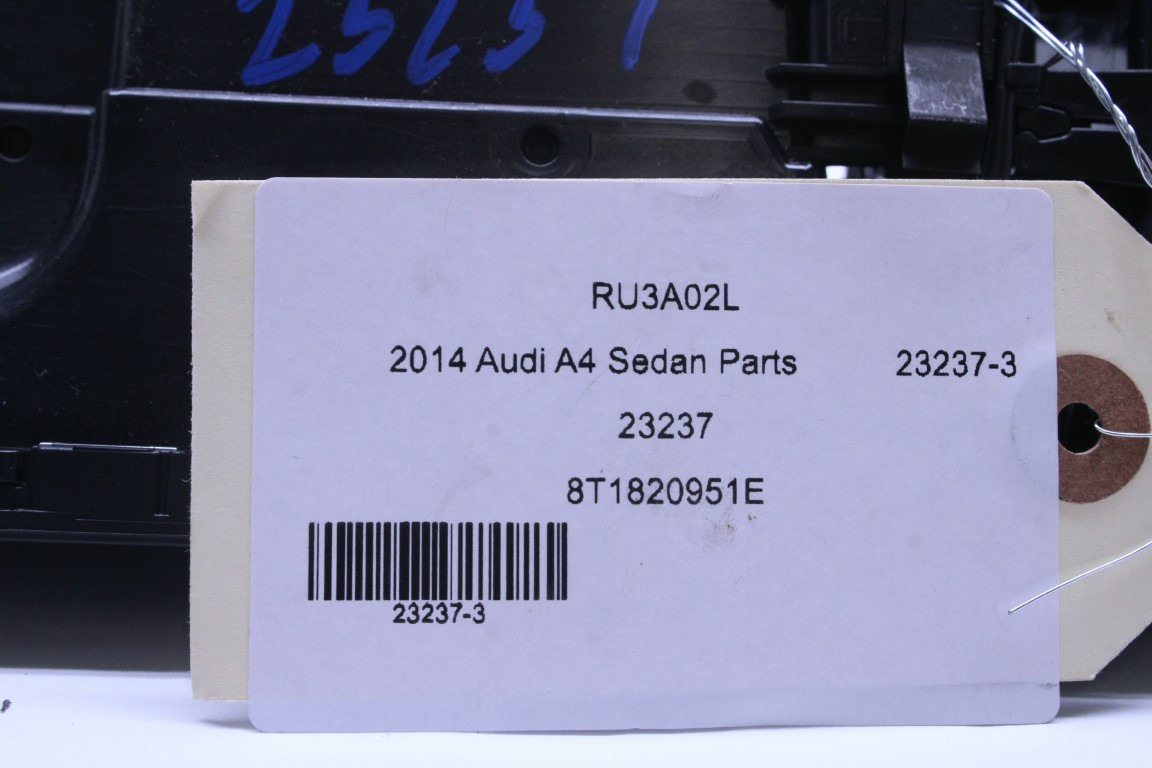 RU3A02L
2014 Audi A4 Sedan Parts 23237-3
23237
8T1820951E
23237-3